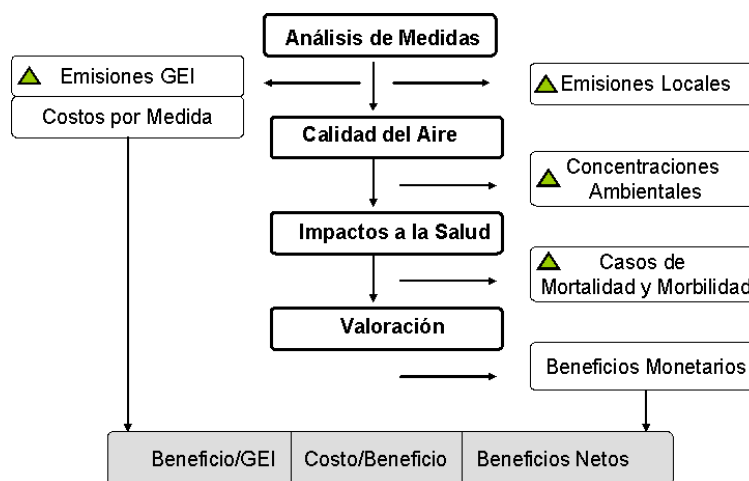 Análisis de Medidas
Emisiones GEI
Costos por Medida
Emisiones Locales
Calidad del Aire
Concentraciones
Ambientales
Impactos a la Salud
Casos de
Mortalidad y Morbilidad
Valoración
Beneficios Monetarios
Beneficio/GEI
Costo/Beneficio
Beneficios Netos